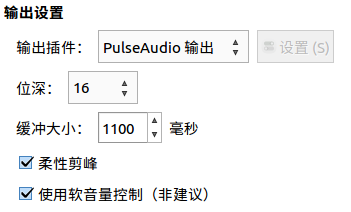 输出设置
输出插件： PulseAudio 输出 设置 (S)
位深： 16
缓冲大小： 1100 毫秒
柔性剪峰
使用软音量控制（非建议）